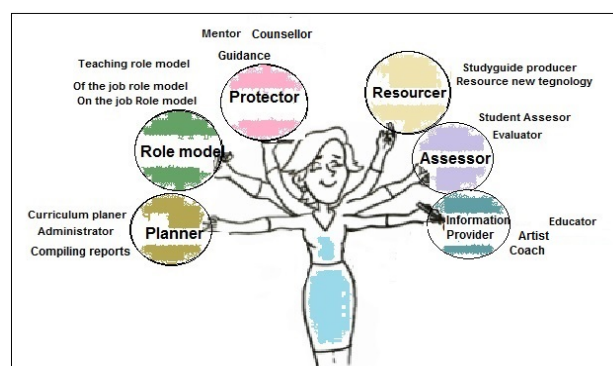 Mentor Counsellor
Guidance
Protector
Teaching role model
Of the job role model
On the job Role model
Role model
Curriculum planer
Administrator
Compiling reports
Planner
Resourcer
Studyguide producer
Resource new tegnology
Student Assesor
Evaluator
Assessor
Information
Provider
Educator
Artist
Coach